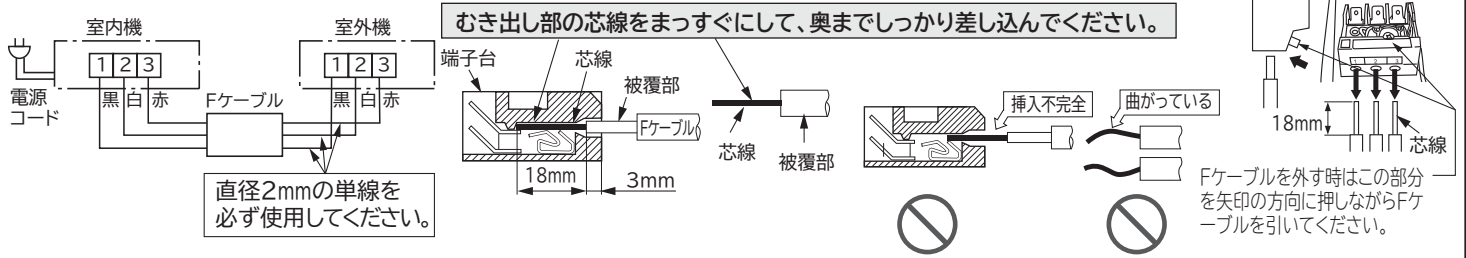 むき出し部の芯線をまっすぐにして、奥までしっかり差し込んでください。
室内機
室外機
1 2 3
1 2 3
黒 白 赤
黒 白 赤
電源
コード
Fケーブル
直径2mmの単線を
必ず使用してください。
端子台
芯線
被覆部
Fケーブル
18mm
3mm
芯線
被覆部
挿入不完全
曲がっている
1 2 3
18mm
芯線
Fケーブルを外す時はこの部分
を矢印の方向に押しながらFケ
ーブルを引いてください。